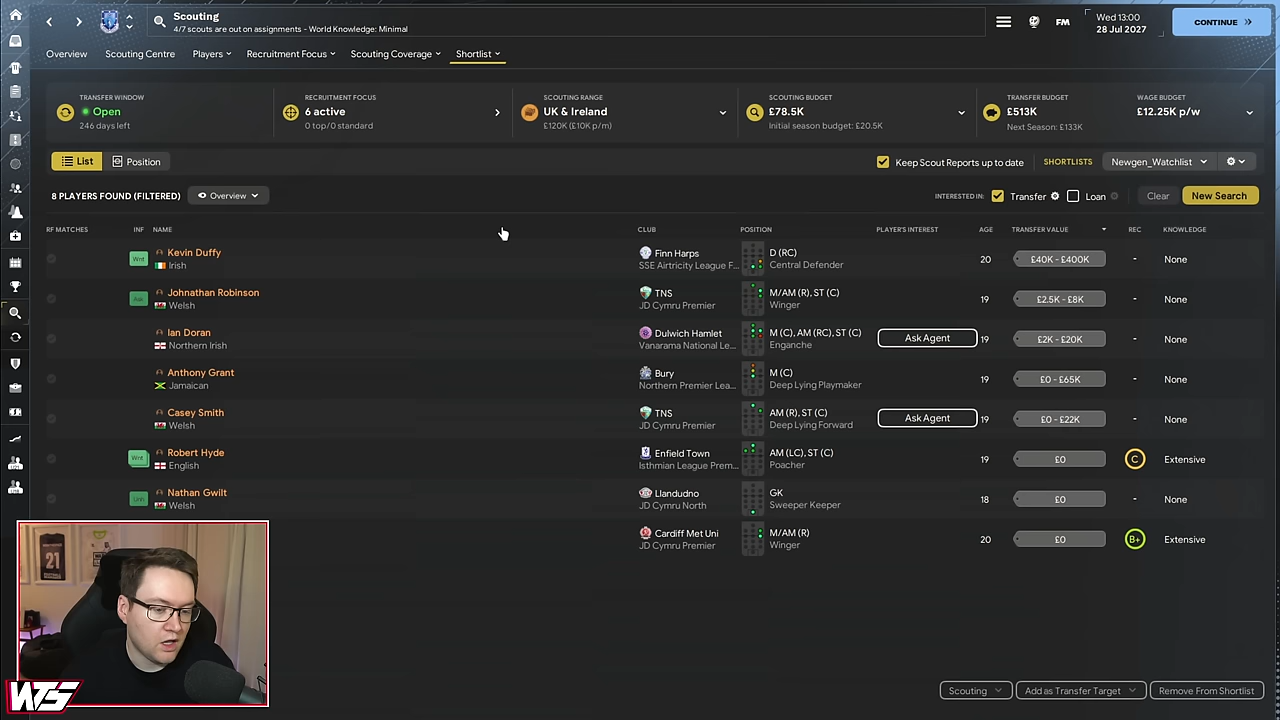 Scouting
4/7 scouts are out on assignments - World Knowledge: Minimal
FM
Wed 13:00
28 Jul 2027
CONTINUE
Overview
Scouting Centre
Players
Recruitment Focus
Scouting Coverage
Shortlist
TRANSFER WINDOW
Open
246 days left
RECRUITMENT FOCUS
6 active
0 top/0 standard
SCOUTING RANGE
UK & Ireland
£120K (£10K p/m)
SCOUTING BUDGET
£78.5K
Initial season budget: £20.5K
TRANSFER BUDGET
£513K
Next Season: £133K
WAGE BUDGET
£12.25K p/w
List
Position
Keep Scout Reports up to date
SHORTLISTS
Newgen_Watchlist
8 PLAYERS FOUND (FILTERED)
Overview
INTERESTED IN:
Transfer
Loan
Clear
New Search
RF MATCHES
INF
NAME
CLUB
POSITION
PLAYER'S INTEREST
AGE
TRANSFER VALUE
REC
KNOWLEDGE
Wnt
Kevin Duffy
Irish
Finn Harps
SSE Airtricity League F...
D (RC)
Central Defender
20
£40K - £400K
-
None
Johnathan Robinson
Welsh
TNS
JD Cymru Premier
M/AM (R), ST (C)
Winger
19
£2.5K - £8K
-
None
Ian Doran
Northern Irish
Dulwich Hamlet
Vanarama National Le...
M (C), AM (RC), ST (C)
Enganche
Ask Agent
19
£2K - £20K
-
None
Anthony Grant
Jamaican
Bury
Northern Premier Lea...
M (C)
Deep Lying Playmaker
19
£0 - £65K
-
None
Casey Smith
Welsh
TNS
JD Cymru Premier
AM (R), ST (C)
Deep Lying Forward
Ask Agent
19
£0 - £22K
-
None
Wnt
Robert Hyde
English
Enfield Town
Isthmian League Prem...
AM (LC), ST (C)
Poacher
19
£0
C
Extensive
Nathan Gwilt
Welsh
Llandudno
JD Cymru North
GK
Sweeper Keeper
18
£0
-
None
Cardiff Met Uni
JD Cymru Premier
M/AM (R)
Winger
20
£0
B+
Extensive
21
WTS
Scouting
Add as Transfer Target
Remove From Shortlist